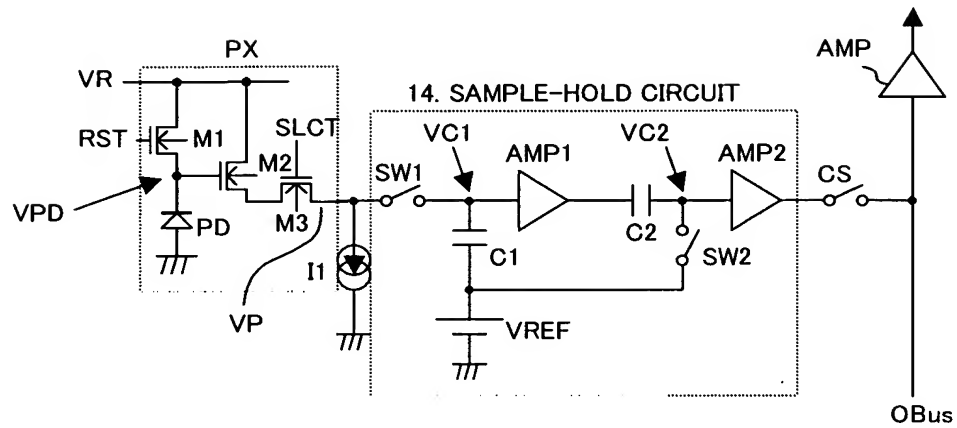 PX
AMP
VR
14. SAMPLE-HOLD CIRCUIT
RST
M1
SLCT
VC1
VC2
M2
SW1
AMP1
AMP2
CS
VPD
PD
M3
I1
C1
C2
SW2
VP
VREF
OBus